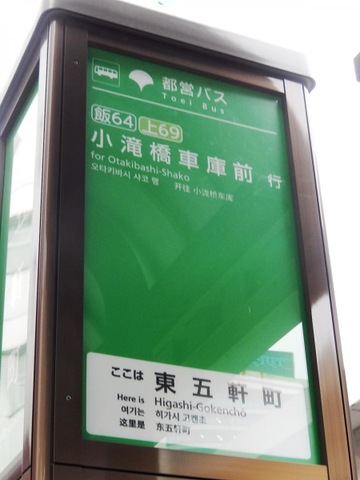 都営バス
Toei Bus
飯64 上69
小滝橋車庫前 行
for Otakibashi-Shako
오타키바시 샤코 행 开往 小泷桥车库
ここは 東五軒町
Here is Higashi-Gokenchō
여기는 히가시 고켄초
这里是 东五轩町